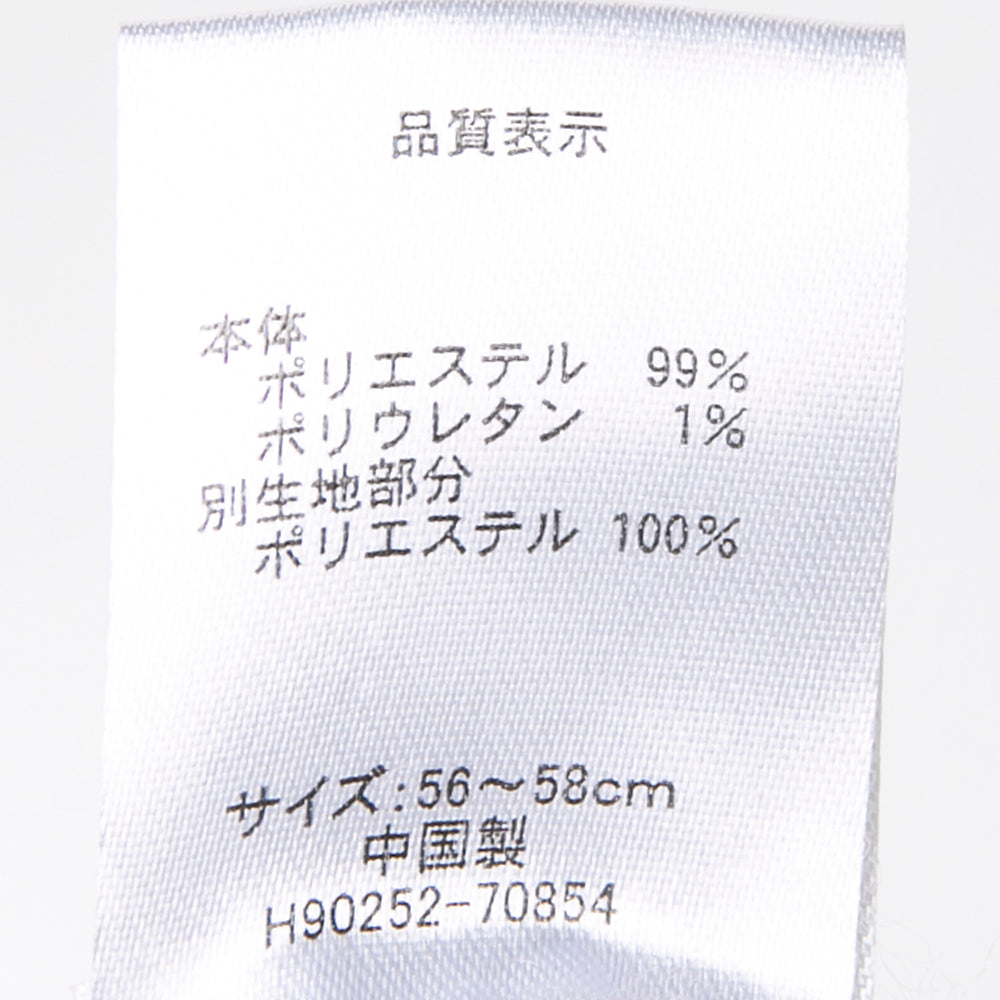 品質表示
本体
ポリエステル 99%
ポリウレタン 1%
別生地部分
ポリエステル 100%
サイズ:56~58cm
中国製
H90252-70854